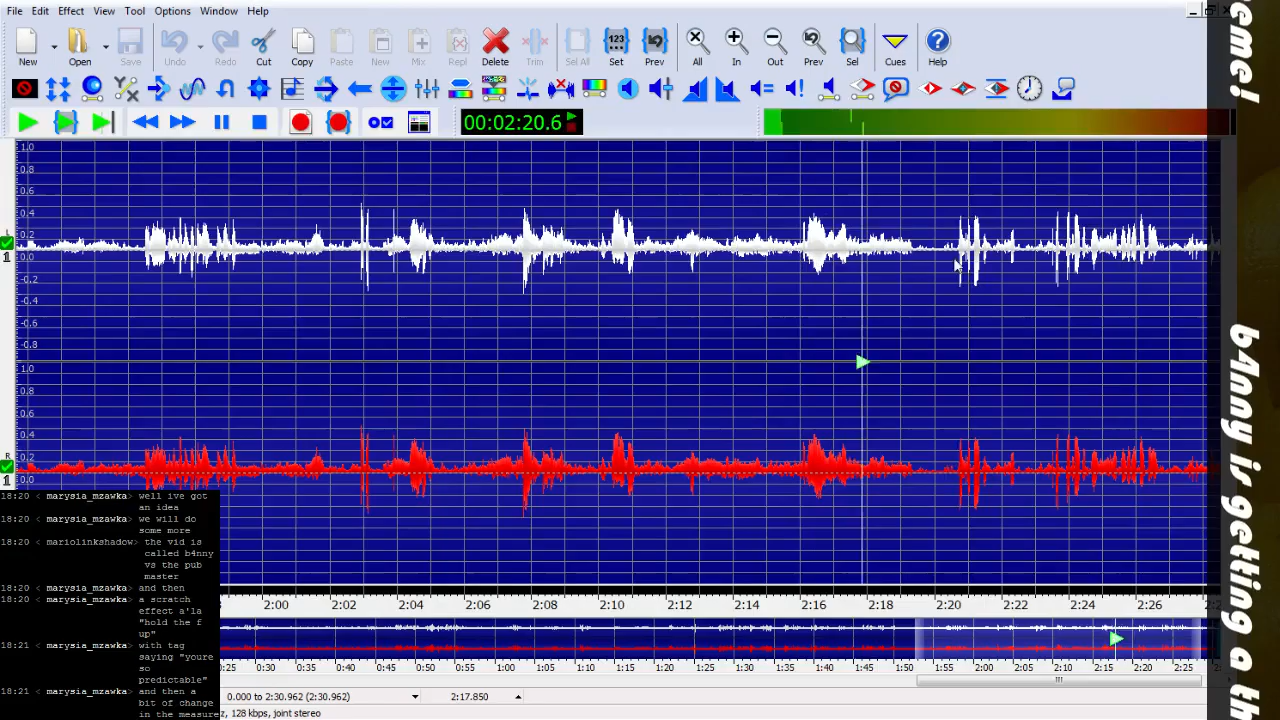 File Edit Effect View Tool Options Window Help
New Open Save Undo Redo Cut Copy Paste New Mix Repl Delete Trim Sel All Set Prev All In Out Prev Sel Cues Help
00:02:20.6
1.0
0.8
0.6
0.4
0.2
0.0
-0.2
-0.4
-0.6
-0.8
1.0
0.8
0.6
0.4
0.2
0.0
L
1
R
1
18:20 < marysia_mzawka> well ive got
an idea
18:20 < marysia_mzawka> we will do
some more
18:20 < mariolinkshadow> the vid is
called b4nny
vs the pub
master
18:20 < marysia_mzawka> and then
18:20 < marysia_mzawka> a scratch
effect a'la
"hold the f
up"
18:21 < marysia_mzawka> with tag
saying "youre
so
predictable"
18:21 < marysia_mzawka> and then a
bit of change
in the measure
2:00 2:02 2:04 2:06 2:08 2:10 2:12 2:14 2:16 2:18 2:20 2:22 2:24 2:26
0:30 0:35 0:40 0:45 0:50 0:55 1:00 1:05 1:10 1:15 1:20 1:25 1:30 1:35 1:40 1:45 1:50 1:55 2:00 2:05 2:10 2:15 2:20 2:25
0.000 to 2:30.962 (2:30.962) 2:17.850
128 kbps, joint stereo
eme!
b4nny is getting a th